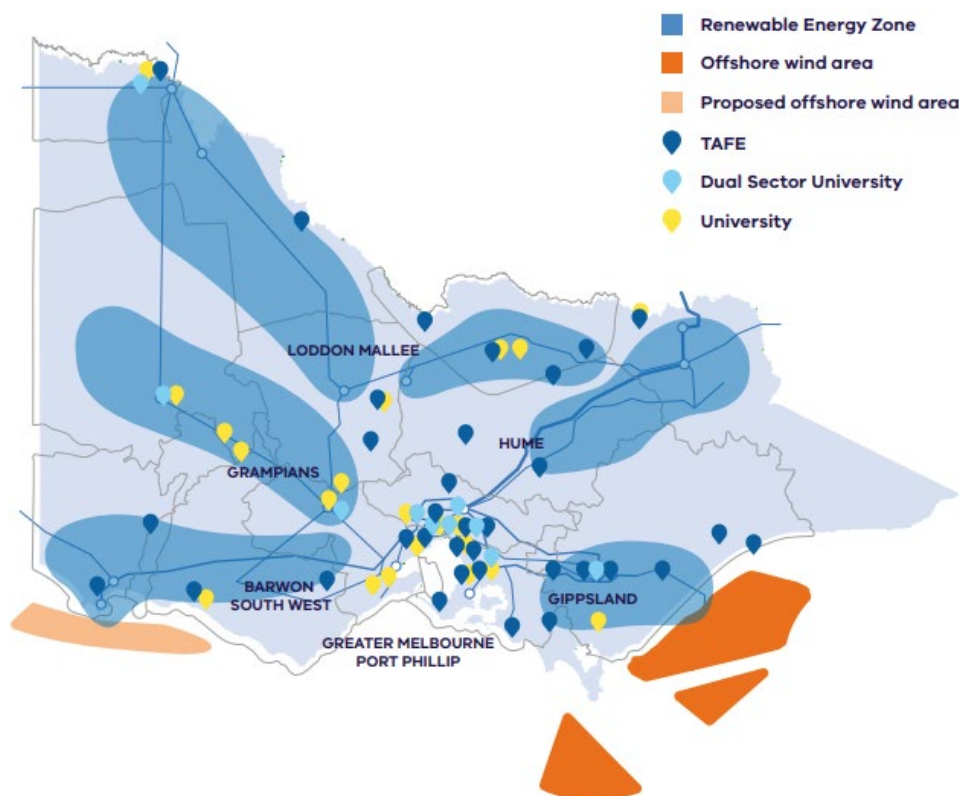 Renewable Energy Zone
Offshore wind area
Proposed offshore wind area
TAFE
Dual Sector University
University
LODDON MALLEE
HUME
GRAMPIANS
BARWON
SOUTH WEST
GIPPSLAND
GREATER MELBOURNE
PORT PHILLIP